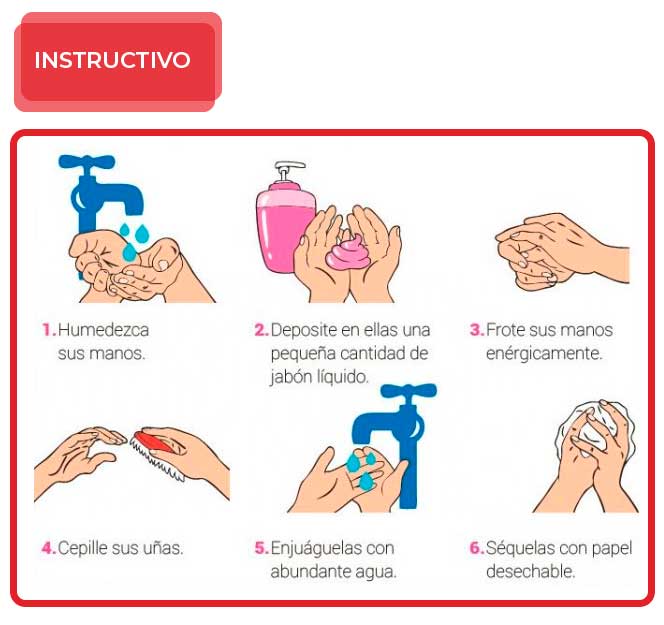 INSTRUCTIVO
1. Humedezca
sus manos.
2. Deposite en ellas una
pequeña cantidad de
jabón líquido.
3. Frote sus manos
enérgicamente.
4. Cepille sus uñas.
5. Enjuáguelas con
abundante agua.
6. Séquelas con papel
desechable.